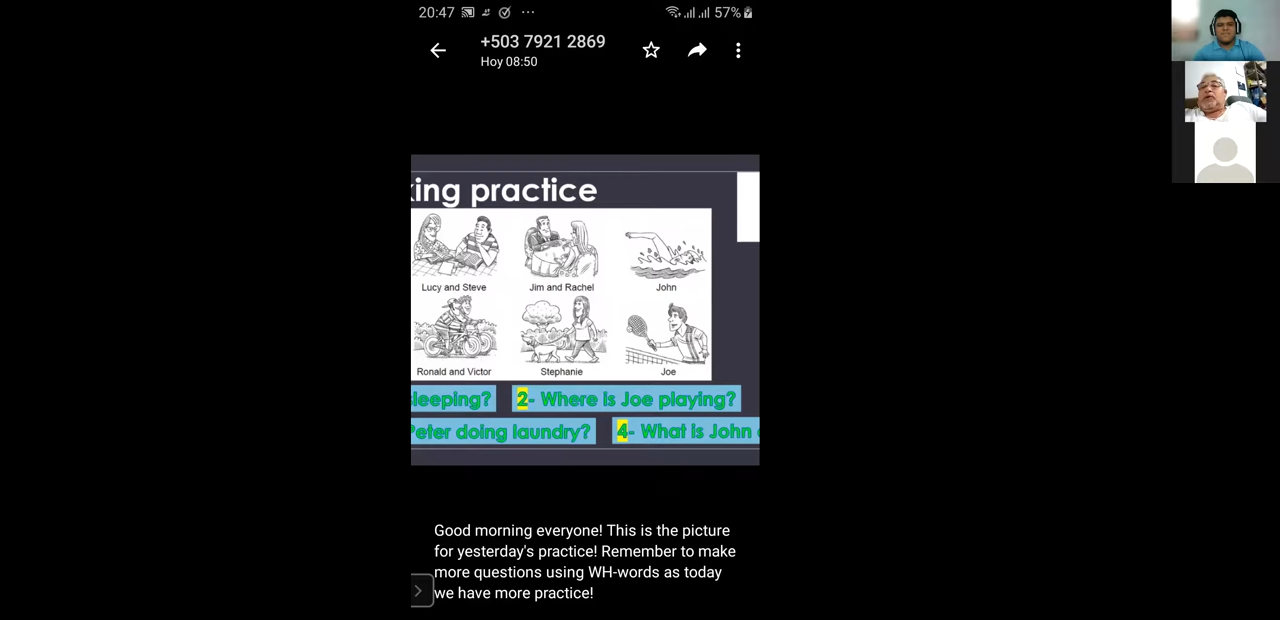 20:47 ... 57%
+503 7921 2869
Hoy 08:50
king practice
Lucy and Steve
Jim and Rachel
John
Ronald and Victor
Stephanie
Joe
sleeping?
2- Where is Joe playing?
Peter doing laundry?
4- What is John
Good morning everyone! This is the picture
for yesterday's practice! Remember to make
more questions using WH-words as today
we have more practice!